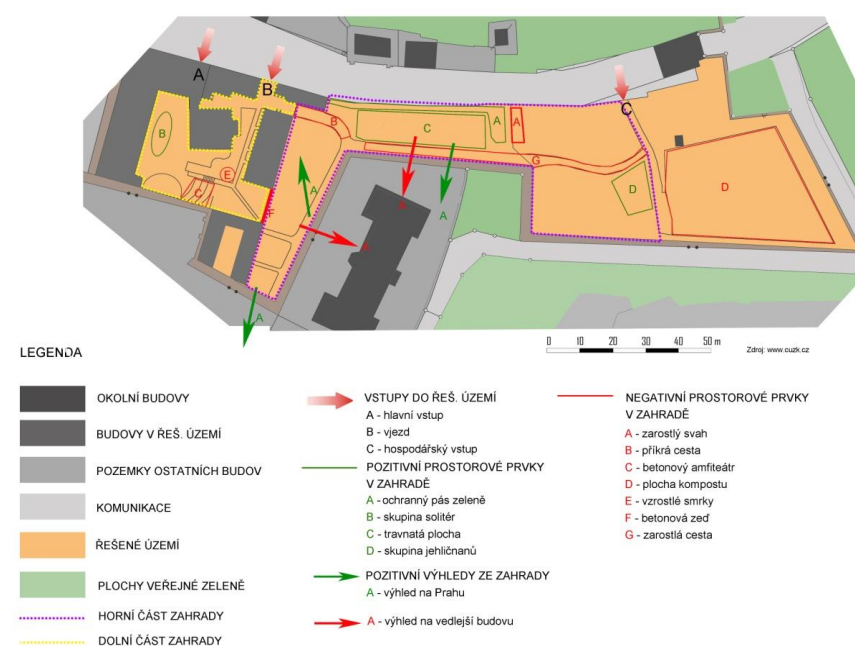 A
B
C
B
A
A
B
C
E
G
D
D
C
F
A
A
A
A
A
LEGENDA
0 10 20 30 40 50 m
Zdroj: www.cuzk.cz
OKOLNÍ BUDOVY
BUDOVY V ŘEŠ. ÚZEMÍ
POZEMKY OSTATNÍCH BUDOV
KOMUNIKACE
ŘEŠENÉ ÚZEMÍ
PLOCHY VEŘEJNÉ ZELENĚ
HORNÍ ČÁST ZAHRADY
DOLNÍ ČÁST ZAHRADY
VSTUPY DO ŘEŠ. ÚZEMÍ
A - hlavní vstup
B - vjezd
C - hospodářský vstup
POZITIVNÍ PROSTOROVÉ PRVKY
V ZAHRADĚ
A - ochranný pás zeleně
B - skupina solitér
C - travnatá plocha
D - skupina jehličnanů
POZITIVNÍ VÝHLEDY ZE ZAHRADY
A - výhled na Prahu
A - výhled na vedlejší budovu
NEGATIVNÍ PROSTOROVÉ PRVKY
V ZAHRADĚ
A - zarostlý svah
B - příkrá cesta
C - betonový amfiteátr
D - plocha kompostu
E - vzrostlé smrky
F - betonová zeď
G - zarostlá cesta